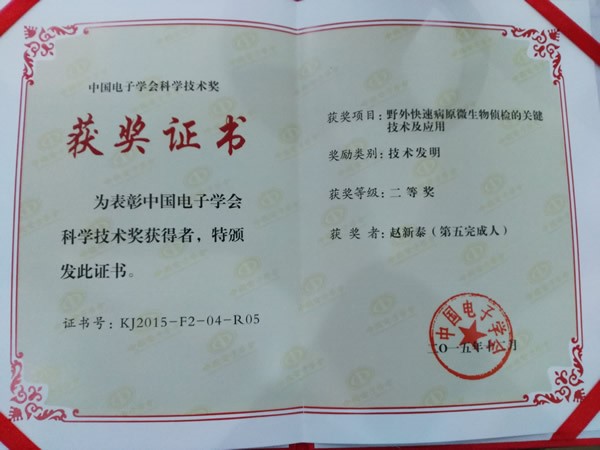 中国电子学会科学技术奖
获奖证书
为表彰中国电子学会
科学技术奖获得者，特颁
发此证书。
证书号：KJ2015-F2-04-R05
获奖项目：野外快速病原微生物侦检的关键
技术及应用
奖励类别：技术发明
获奖等级：二等奖
获奖者：赵新泰（第五完成人）
中国电子学会
二〇一五年十二月